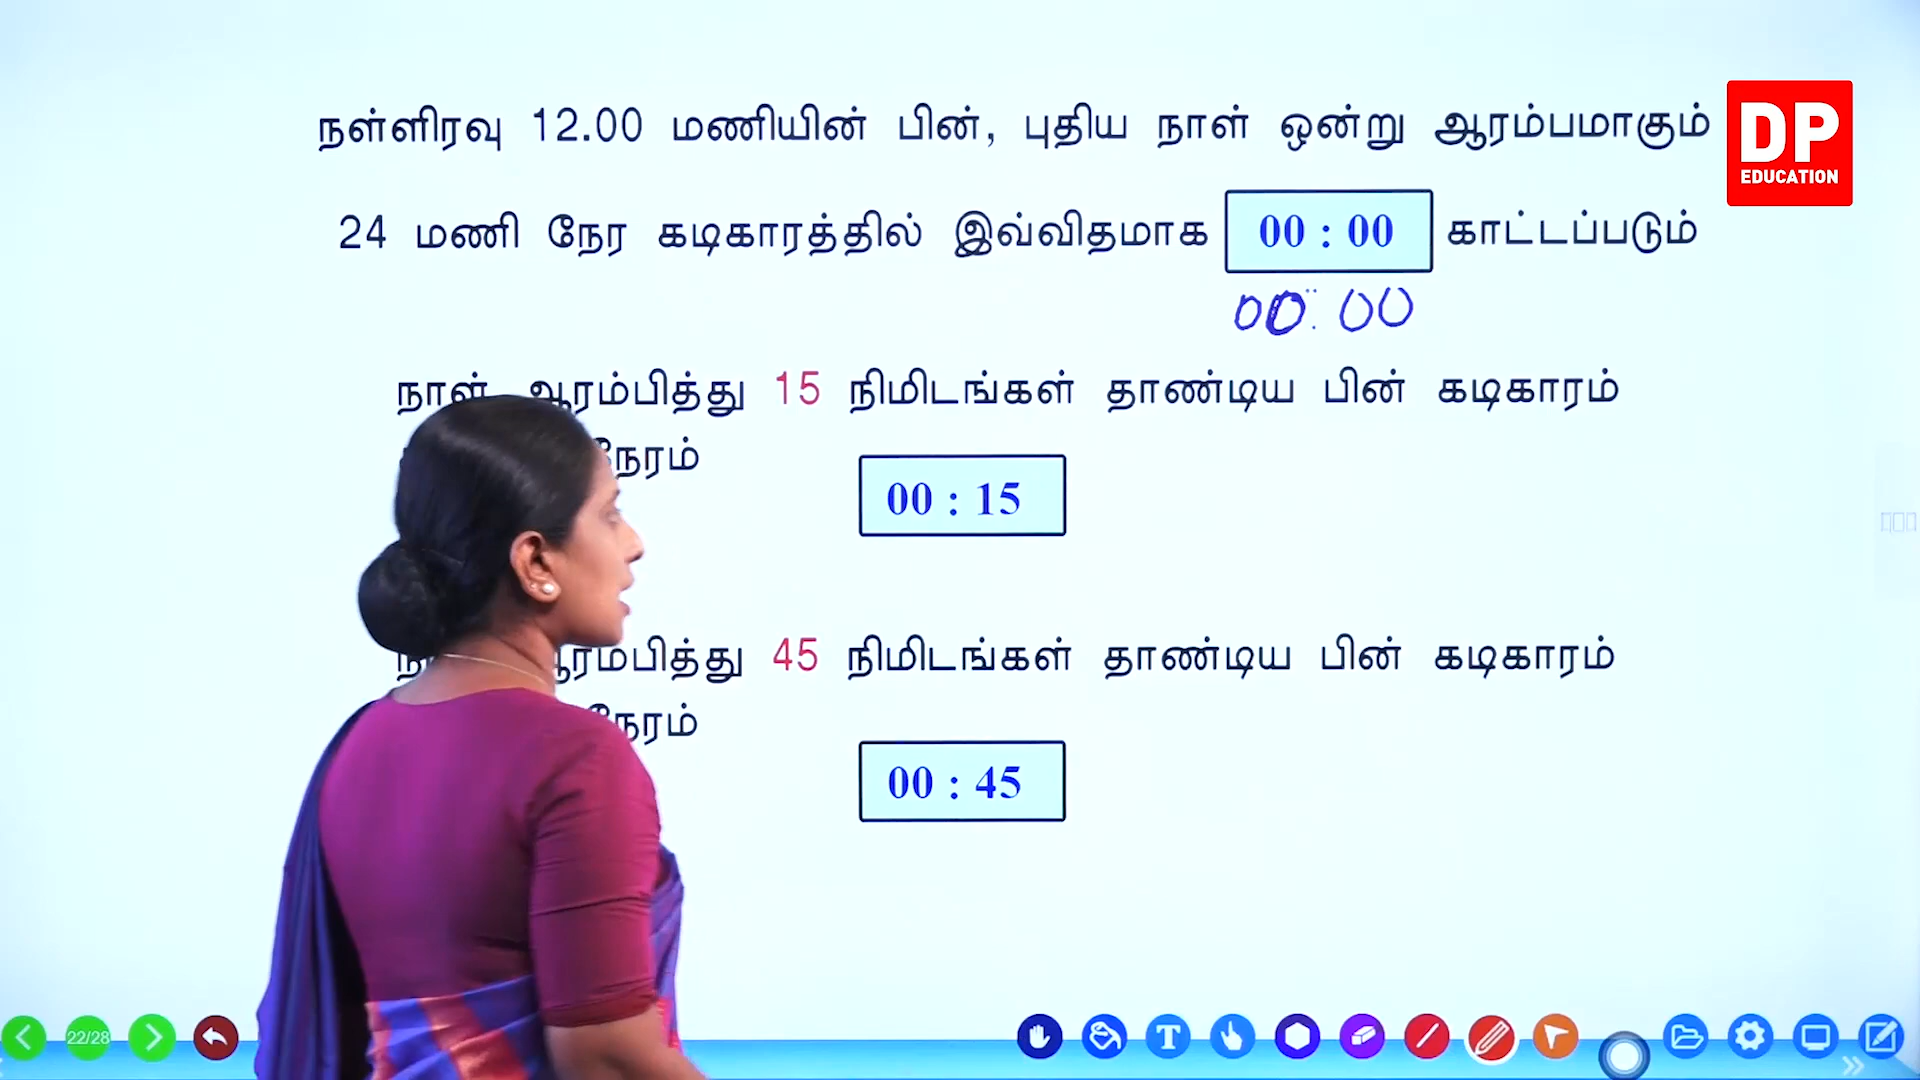 நள்ளிரவு 12.00 மணியின் பின், புதிய நாள் ஒன்று ஆரம்பமாகும்
DP
EDUCATION
24 மணி நேர கடிகாரத்தில் இவ்விதமாக 00 : 00 காட்டப்படும்
00:00
நாள் ஆரம்பித்து 15 நிமிடங்கள் தாண்டிய பின் கடிகாரம்
நேரம்
00 : 15
ஆரம்பித்து 45 நிமிடங்கள் தாண்டிய பின் கடிகாரம்
நேரம்
00 : 45
22/28